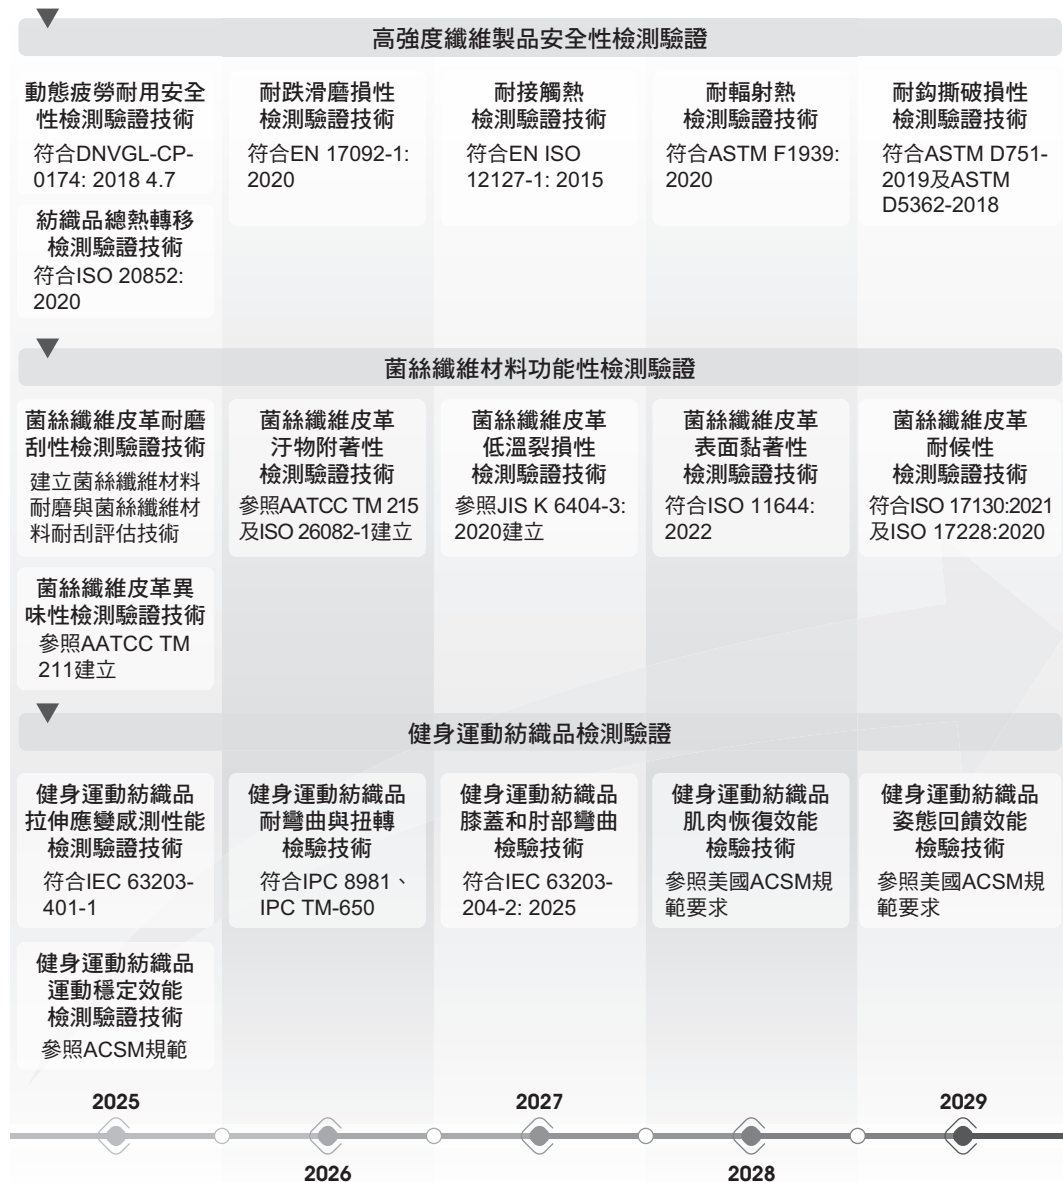 高強度纖維製品安全性檢測驗證
動態疲勞耐用安全
性檢測驗證技術
符合DNVGL-CP-
0174: 2018 4.7
紡織品總熱轉移
檢測驗證技術
符合ISO 20852:
2020
耐跌滑磨損性
檢測驗證技術
符合EN 17092-1:
2020
耐接觸熱
檢測驗證技術
符合EN ISO
12127-1: 2015
耐輻射熱
檢測驗證技術
符合ASTM F1939:
2020
耐鈎撕破損性
檢測驗證技術
符合ASTM D751-
2019及ASTM
D5362-2018
菌絲纖維材料功能性檢測驗證
菌絲纖維皮革耐磨
刮性檢測驗證技術
建立菌絲纖維材料
耐磨與菌絲纖維材
料耐刮評估技術
菌絲纖維皮革異
味性檢測驗證技術
參照AATCC TM
211建立
菌絲纖維皮革
汙物附著性
檢測驗證技術
參照AATCC TM 215
及ISO 26082-1建立
菌絲纖維皮革
低溫裂損性
檢測驗證技術
參照JIS K 6404-3:
2020建立
菌絲纖維皮革
表面黏著性
檢測驗證技術
符合ISO 11644:
2022
菌絲纖維皮革
耐候性
檢測驗證技術
符合ISO 17130:2021
及ISO 17228:2020
健身運動紡織品檢測驗證
健身運動紡織品
拉伸應變感測性能
檢測驗證技術
符合IEC 63203-
401-1
健身運動紡織品
運動穩定效能
檢測驗證技術
參照ACSM規範
健身運動紡織品
耐彎曲與扭轉
檢驗技術
符合IPC 8981、
IPC TM-650
健身運動紡織品
膝蓋和肘部彎曲
檢驗技術
符合IEC 63203-
204-2: 2025
健身運動紡織品
肌肉恢復效能
檢驗技術
參照美國ACSM規
範要求
健身運動紡織品
姿態回饋效能
檢驗技術
參照美國ACSM規
範要求
2025
2026
2027
2028
2029